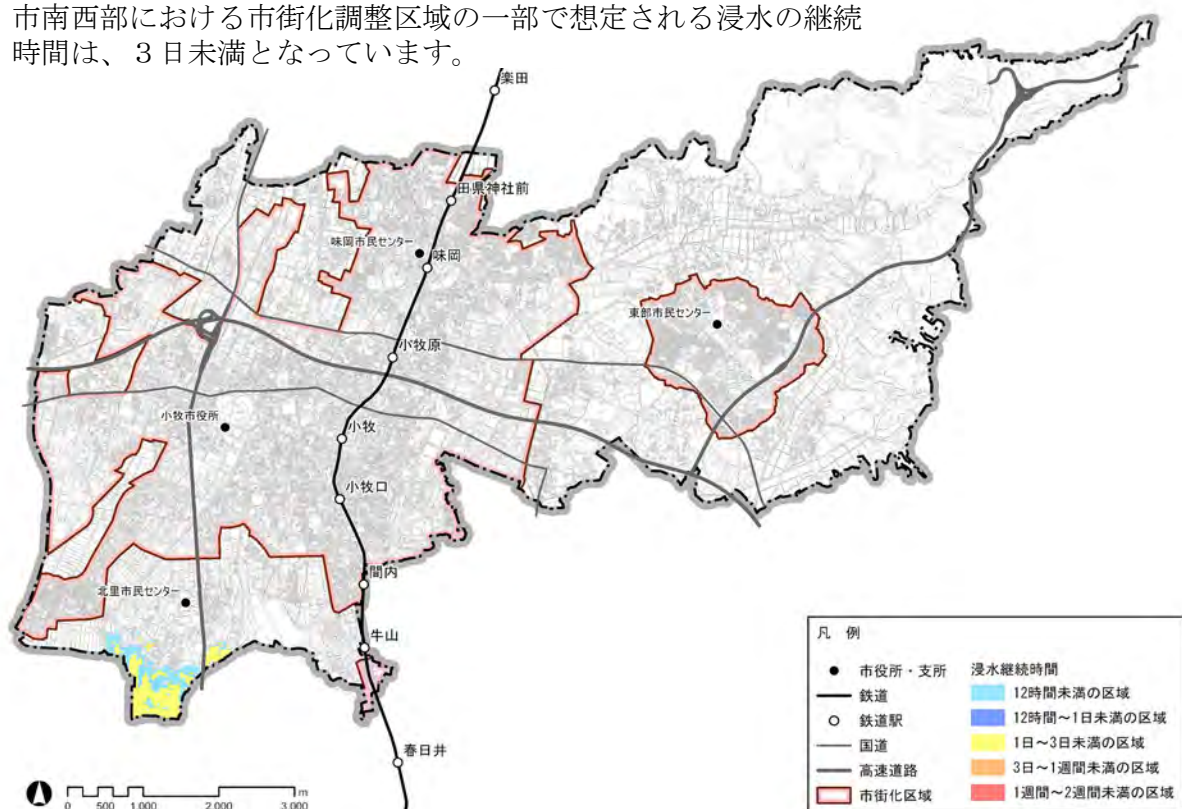 市南西部における市街化調整区域の一部で想定される浸水の継続
時間は、３日未満となっています。
楽田
田県神社前
味岡市民センター
味岡
東部市民センター
小牧原
小牧市役所
小牧
小牧口
間内
北里市民センター
牛山
春日井
0 500 1,000 2,000 3,000 m
凡 例
市役所・支所
鉄道
鉄道駅
国道
高速道路
市街化区域
浸水継続時間
12時間未満の区域
12時間～1日未満の区域
1日～3日未満の区域
3日～1週間未満の区域
1週間～2週間未満の区域